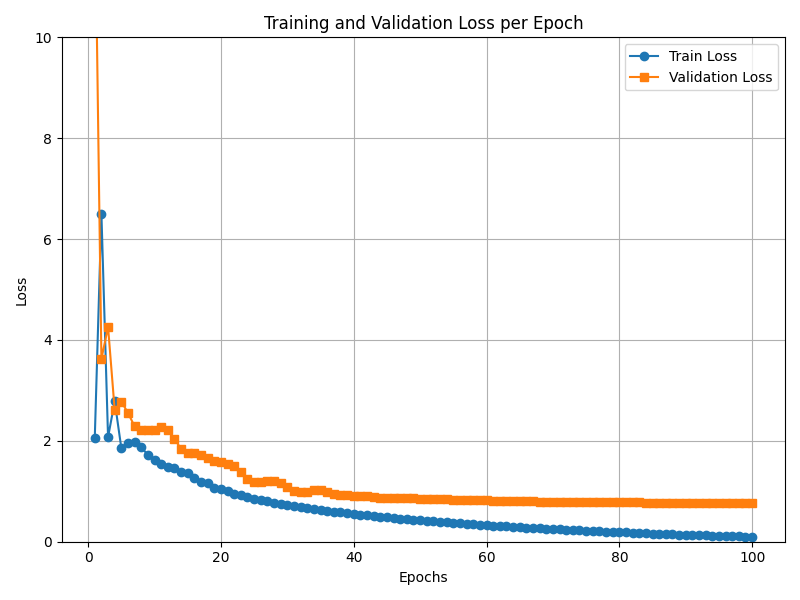 Training and Validation Loss per Epoch
Train Loss
Validation Loss
Loss
10
8
6
4
2
0
0 20 40 60 80 100
Epochs